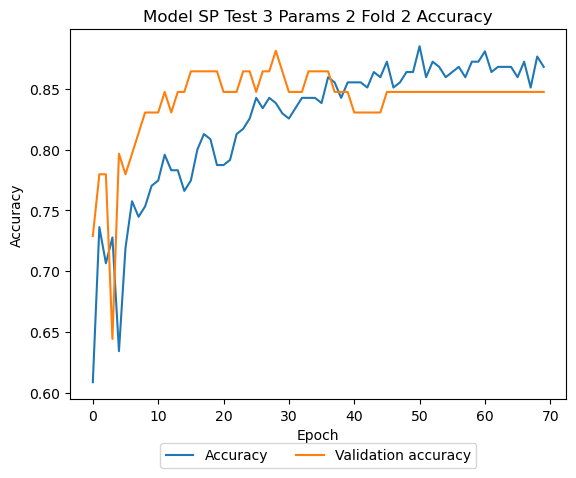 Model SP Test 3 Params 2 Fold 2 Accuracy
0.85
0.80
0.75
0.70
0.65
0.60
Accuracy
0 10 20 30 40 50 60 70
Epoch
Accuracy Validation accuracy